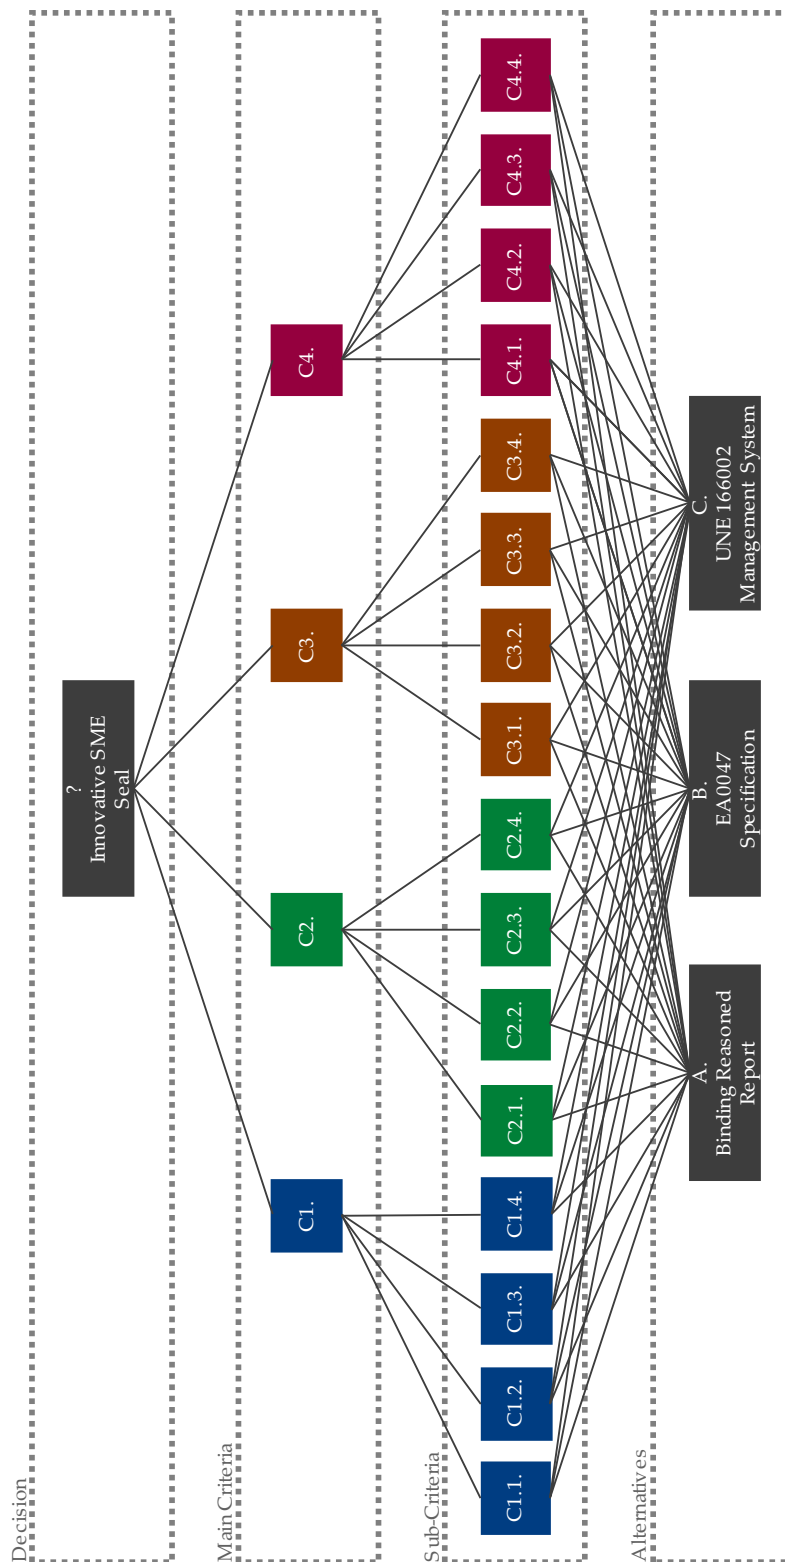 Decision
?
Innovative SME
Seal
Main Criteria
C1.
C2.
C3.
C4.
Sub-Criteria
C1.1.
C1.2.
C1.3.
C1.4.
C2.1.
C2.2.
C2.3.
C2.4.
C3.1.
C3.2.
C3.3.
C3.4.
C4.1.
C4.2.
C4.3.
C4.4.
Alternatives
A.
Binding Reasoned
Report
B.
EA0047
Specification
C.
UNE 166002
Management System